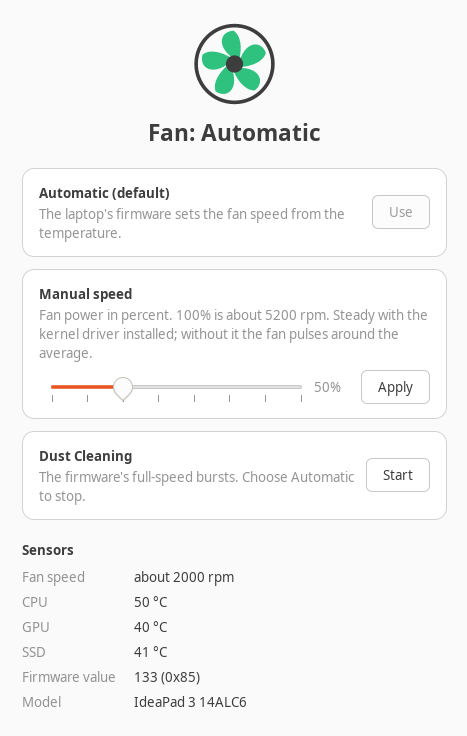 Fan: Automatic
Automatic (default)
The laptop's firmware sets the fan speed from the
temperature.
Use
Manual speed
Fan power in percent. 100% is about 5200 rpm. Steady with the
kernel driver installed; without it the fan pulses around the
average.
50%
Apply
Dust Cleaning
The firmware's full-speed bursts. Choose Automatic
to stop.
Start
Sensors
Fan speed about 2000 rpm
CPU 50 °C
GPU 40 °C
SSD 41 °C
Firmware value 133 (0x85)
Model IdeaPad 3 14ALC6